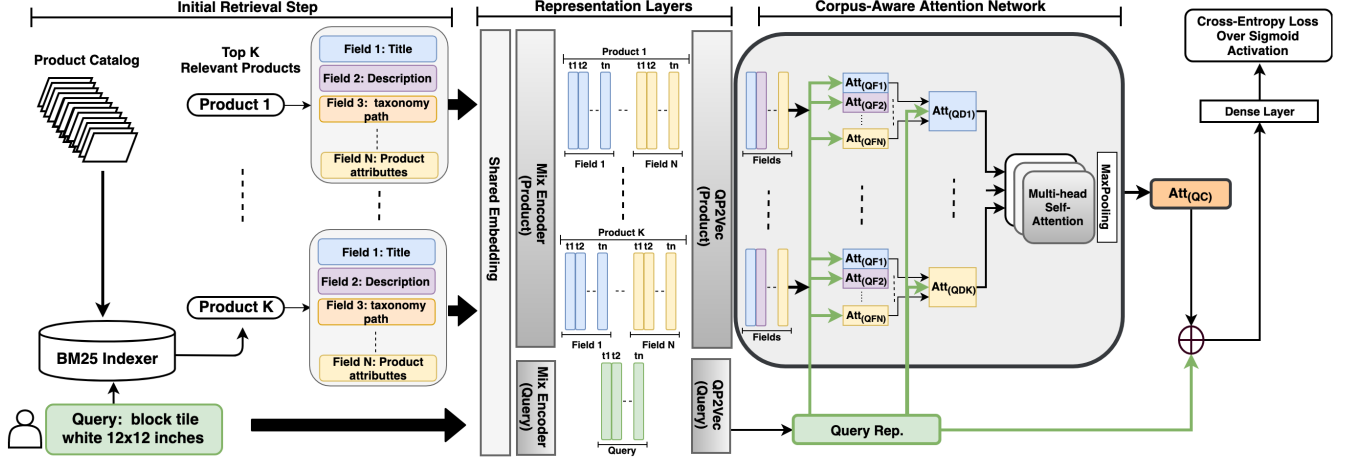 Initial Retrieval Step
Representation Layers
Corpus-Aware Attention Network
Product Catalog
Top K
Relevant Products
Product 1
Field 1: Title
Field 2: Description
Field 3: taxonomy
path
Field N: Product
attributtes
Product K
Field 1: Title
Field 2: Description
Field 3: taxonomy
path
Field N: Product
attributtes
BM25 Indexer
Query: block tile
white 12x12 inches
Shared Embedding
Mix Encoder
(Product)
Mix Encoder
(Query)
Product 1
t1 t2 tn t1 t2 tn
Field 1 Field N
Product K
t1 t2 tn t1 t2 tn
Field 1 Field N
t1 t2 tn
Query
QP2Vec
(Product)
QP2Vec
(Query)
Fields
Att(QF1)
Att(QF2)
Att(QFN)
Att(QD1)
Fields
Att(QF1)
Att(QF2)
Att(QFN)
Att(QDK)
Multi-head
Self-
Attention
MaxPooling
Query Rep.
Att(QC)
Dense Layer
Cross-Entropy Loss
Over Sigmoid
Activation